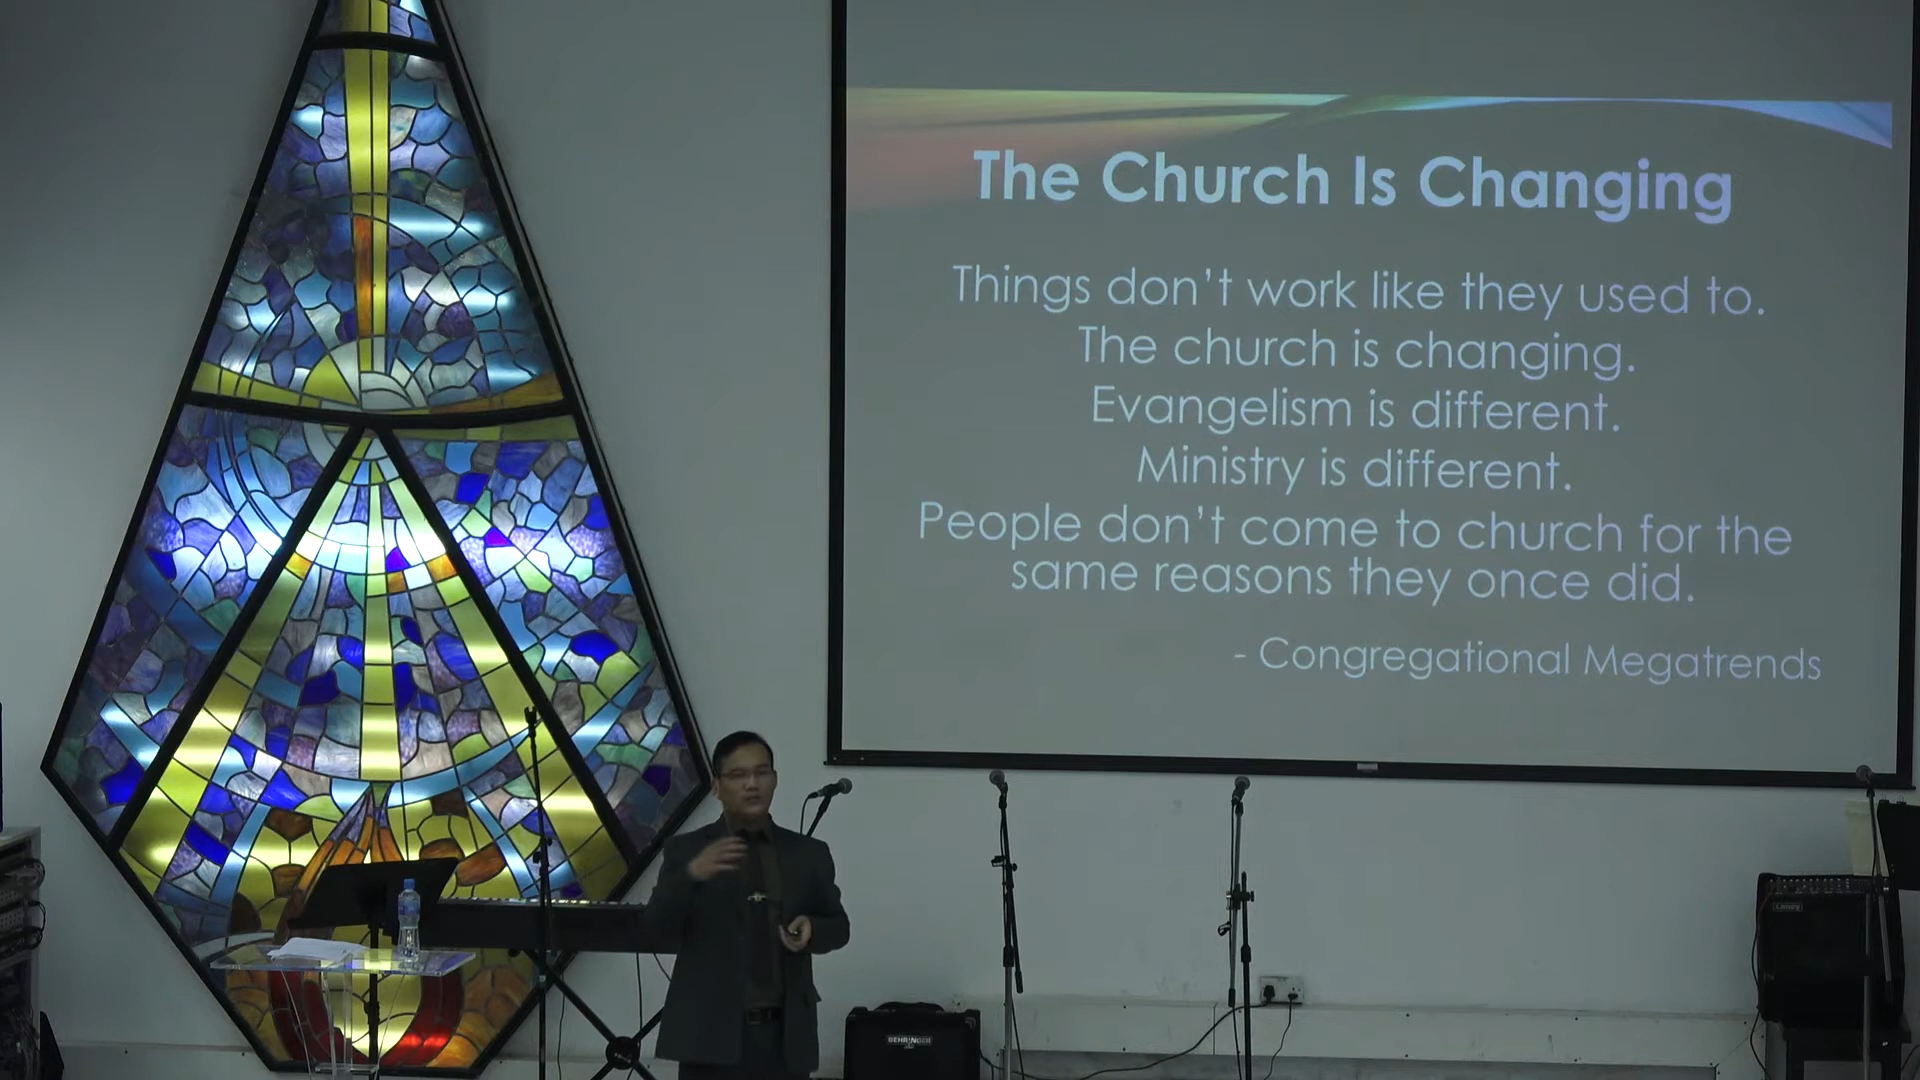 The Church Is Changing
Things don't work like they used to.
The church is changing.
Evangelism is different.
Ministry is different.
People don't come to church for the
same reasons they once did.
- Congregational Megatrends
BEHRINGER
Laney